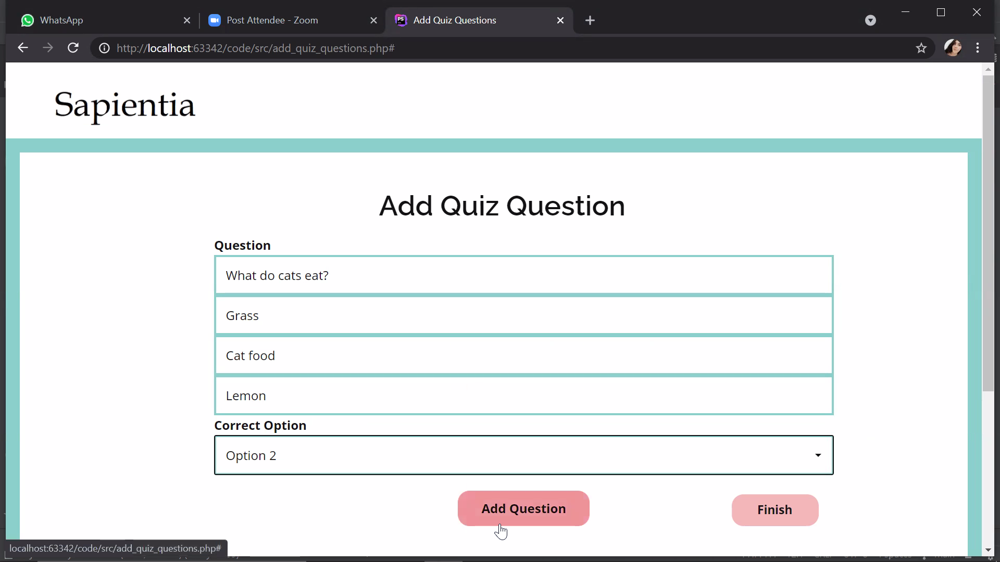 WhatsApp
Post Attendee - Zoom
Add Quiz Questions
http://localhost:63342/code/src/add_quiz_questions.php#
Sapientia
Add Quiz Question
Question
What do cats eat?
Grass
Cat food
Lemon
Correct Option
Option 2
Add Question
Finish
localhost:63342/code/src/add_quiz_questions.php#